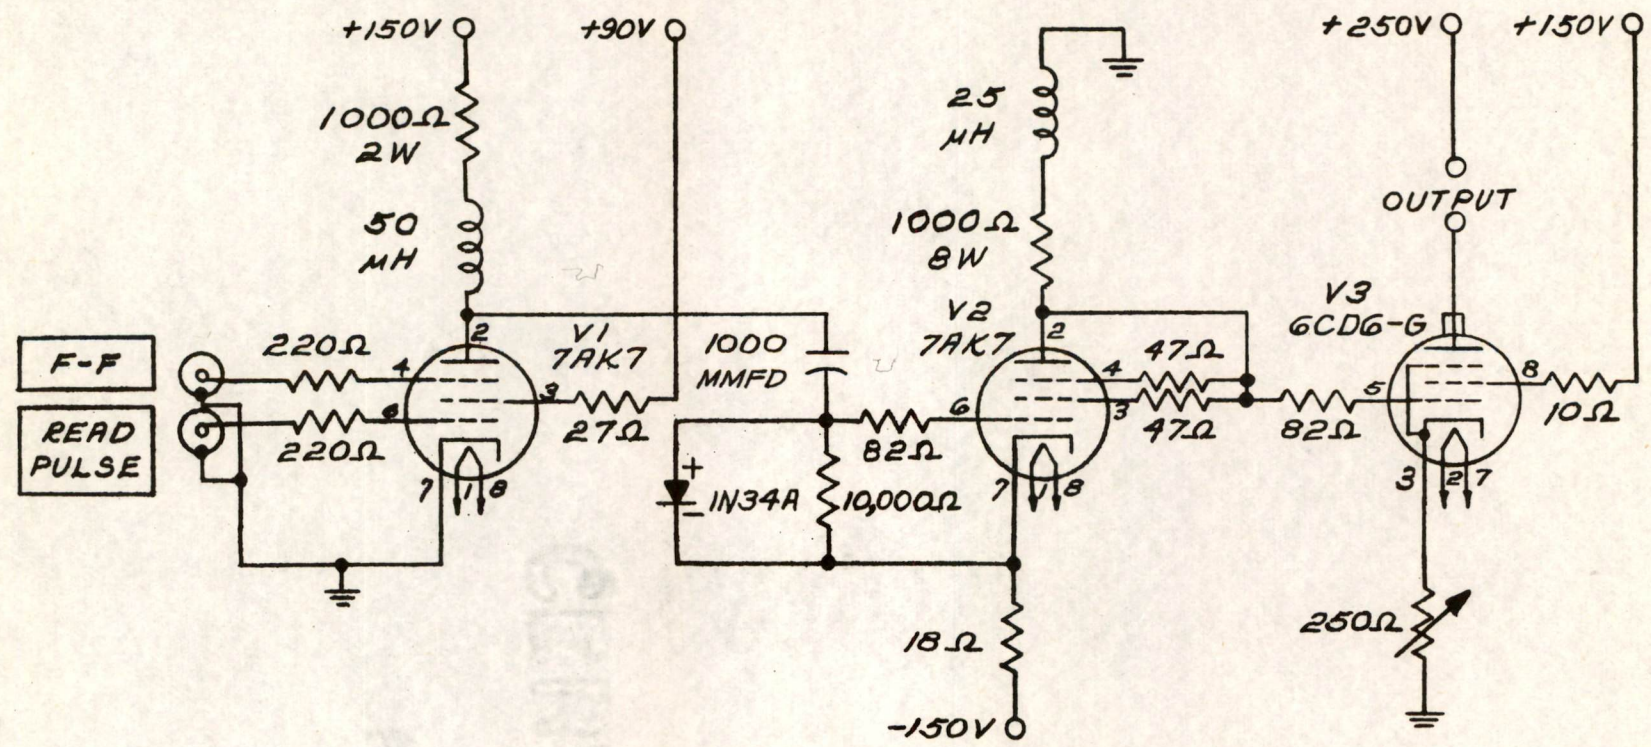 +150V
+90V
+250V
+150V
1000Ω
2W
50
μH
25
μH
1000Ω
8W
OUTPUT
F-F
READ
PULSE
220Ω
220Ω
4
6
2
3
7
1
8
V1
7AK7
27Ω
1000
MMFD
82Ω
+
1N34A
−
10,000Ω
V2
7AK7
2
4
3
6
7
1
8
47Ω
47Ω
82Ω
18Ω
-150V
V3
6CD6-G
5
8
3
2
7
10Ω
250Ω